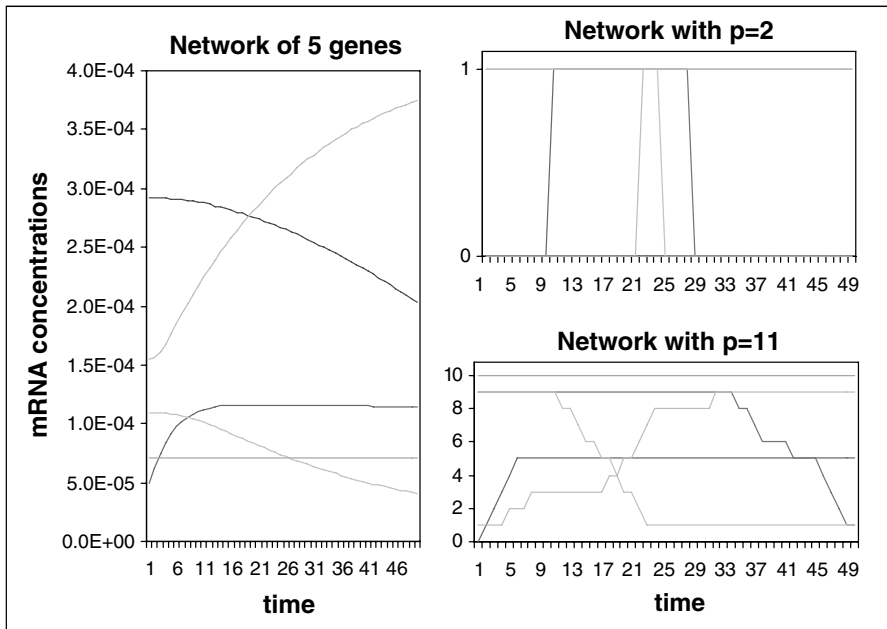 Network of 5 genes
4.0E-04
3.5E-04
3.0E-04
2.5E-04
2.0E-04
1.5E-04
1.0E-04
5.0E-05
0.0E+00
mRNA concentrations
1 6 11 16 21 26 31 36 41 46
time
Network with p=2
1
0
1 5 9 13 17 21 25 29 33 37 41 45 49
Network with p=11
10
8
6
4
2
0
1 5 9 13 17 21 25 29 33 37 41 45 49
time